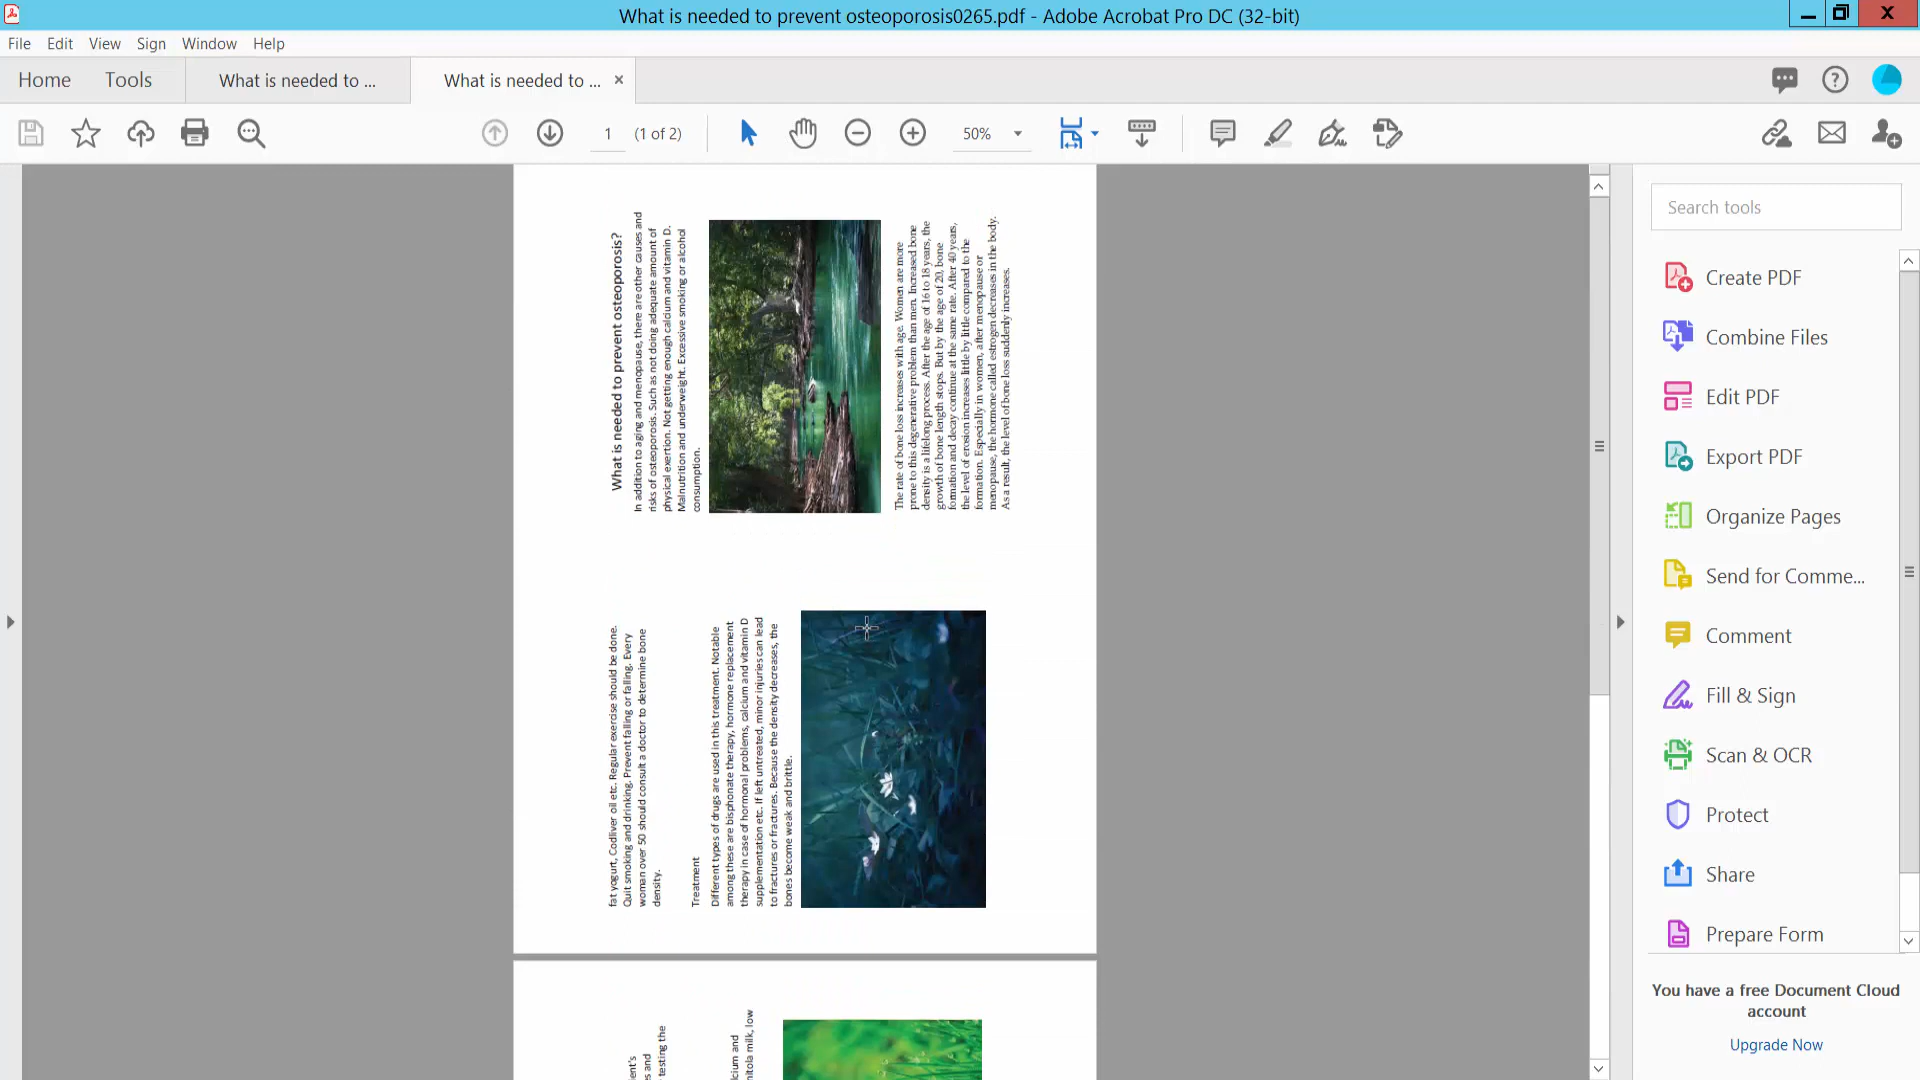 What is needed to prevent osteoporosis0265.pdf - Adobe Acrobat Pro DC (32-bit)
File Edit View Sign Window Help
Home Tools What is needed to ... What is needed to ... ×
1 (1 of 2) 50%
Search tools
Create PDF
Combine Files
Edit PDF
Export PDF
Organize Pages
Send for Comme...
Comment
Fill & Sign
Scan & OCR
Protect
Share
Prepare Form
You have a free Document Cloud
account
Upgrade Now
What is needed to prevent osteoporosis?
In addition to aging and menopause, there are other causes and
risks of osteoporosis. Such as not doing adequate amount of
physical exertion. Not getting enough calcium and vitamin D.
Malnutrition and underweight. Excessive smoking or alcohol
consumption.
The rate of bone loss increases with age. Women are more
prone to this degenerative problem than men. Increased bone
density is a lifelong process. After the age of 16 to 18 years, the
growth of bone length stops. But by the age of 20, bone
formation and decay continue at the same rate. After 40 years,
the level of erosion increases little by little compared to the
formation. Especially in women, after menopause or
menopause, the hormone called estrogen decreases in the body.
As a result, the level of bone loss suddenly increases.
fat yogurt, Codliver oil etc. Regular exercise should be done.
Quit smoking and drinking. Prevent falling or falling. Every
woman over 50 should consult a doctor to determine bone
density.
Treatment
Different types of drugs are used in this treatment. Notable
among these are bisphonate therapy, hormone replacement
therapy in case of hormonal problems, calcium and vitamin D
supplementation etc. If left untreated, minor injuries can lead
to fractures or fractures. Because the density decreases, the
bones become weak and brittle.
ient's
es and
testing the
lcium and
nitola milk, low